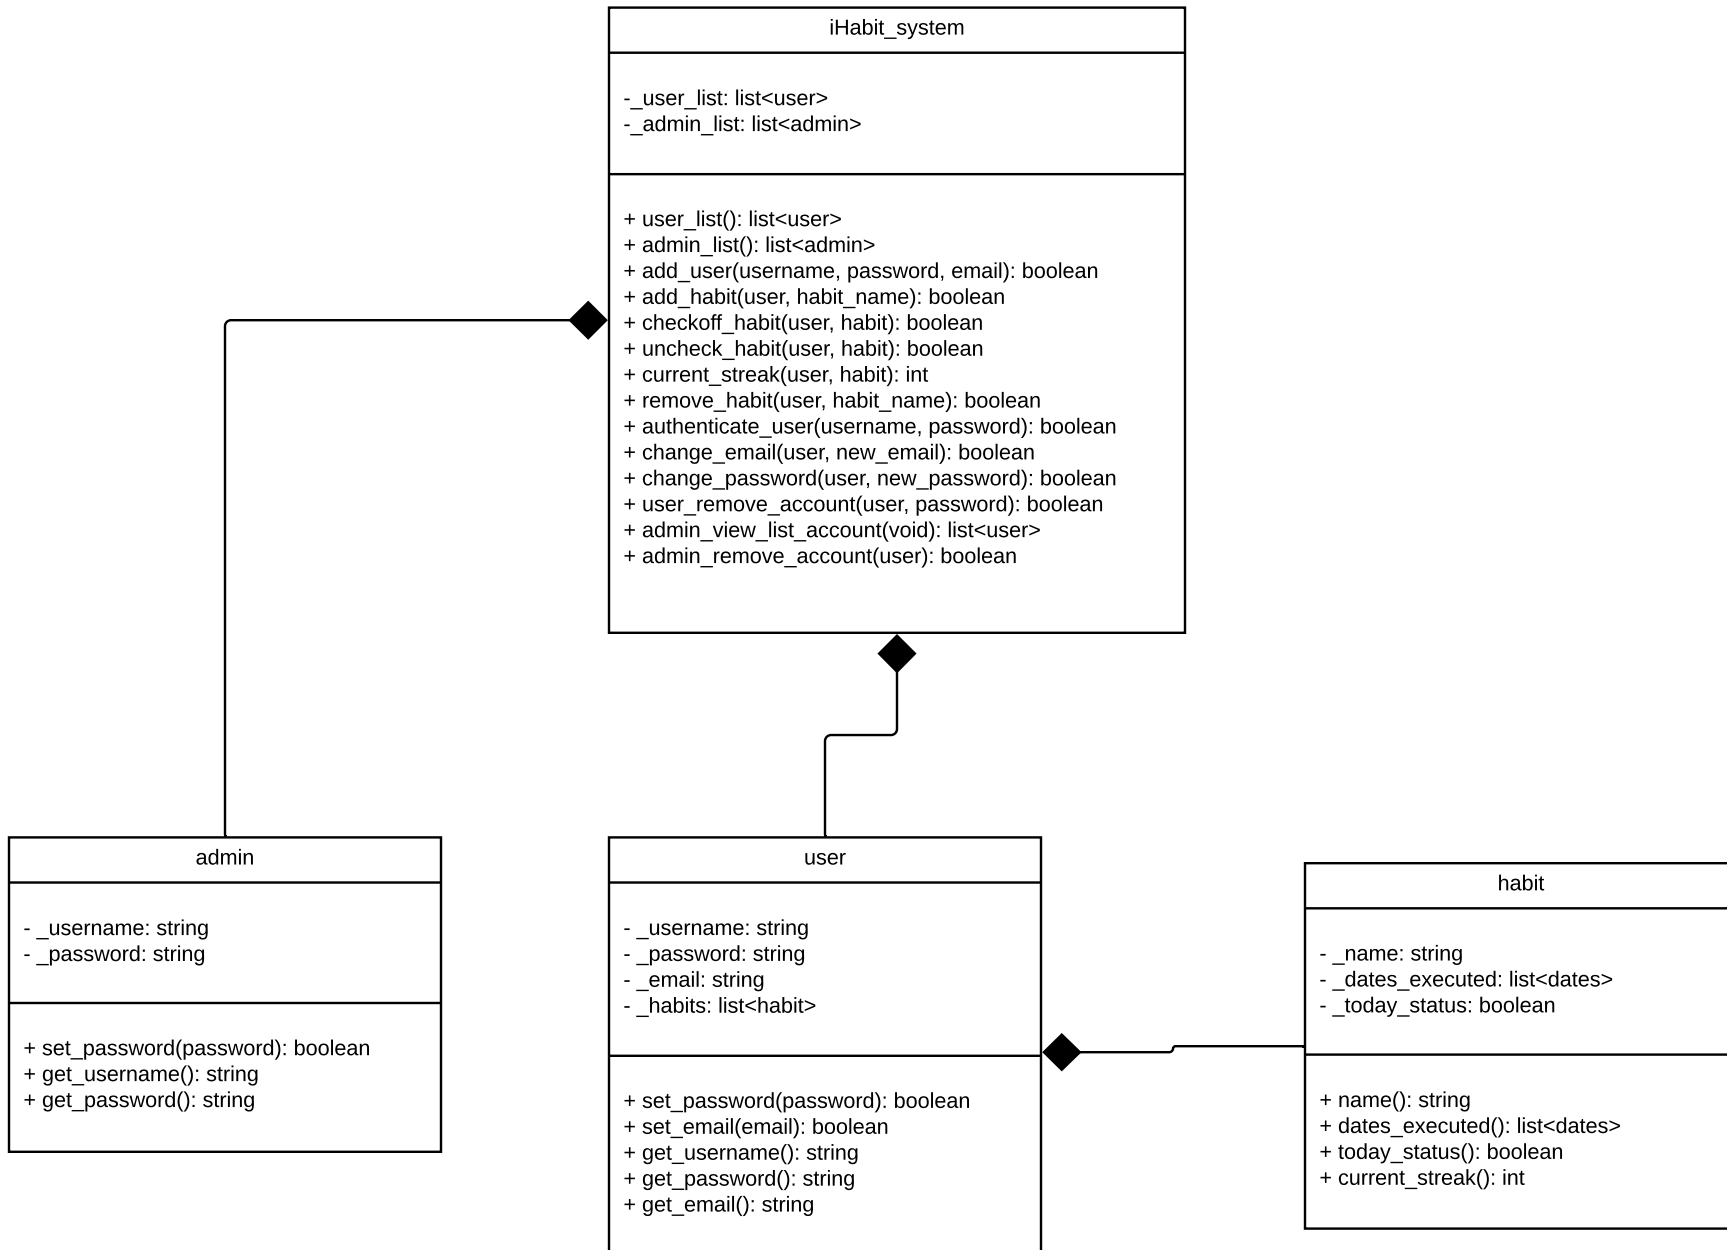 iHabit_system
-_user_list: list<user>
-_admin_list: list<admin>
+ user_list(): list<user>
+ admin_list(): list<admin>
+ add_user(username, password, email): boolean
+ add_habit(user, habit_name): boolean
+ checkoff_habit(user, habit): boolean
+ uncheck_habit(user, habit): boolean
+ current_streak(user, habit): int
+ remove_habit(user, habit_name): boolean
+ authenticate_user(username, password): boolean
+ change_email(user, new_email): boolean
+ change_password(user, new_password): boolean
+ user_remove_account(user, password): boolean
+ admin_view_list_account(void): list<user>
+ admin_remove_account(user): boolean
admin
- _username: string
- _password: string
+ set_password(password): boolean
+ get_username(): string
+ get_password(): string
user
- _username: string
- _password: string
- _email: string
- _habits: list<habit>
+ set_password(password): boolean
+ set_email(email): boolean
+ get_username(): string
+ get_password(): string
+ get_email(): string
habit
- _name: string
- _dates_executed: list<dates>
- _today_status: boolean
+ name(): string
+ dates_executed(): list<dates>
+ today_status(): boolean
+ current_streak(): int